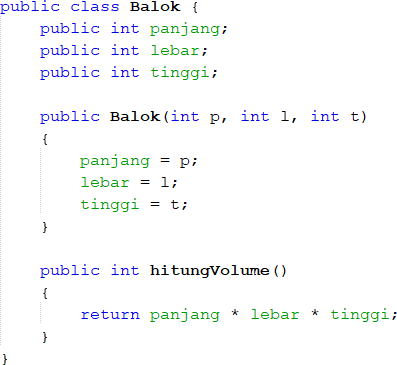 public class Balok {
    public int panjang;
    public int lebar;
    public int tinggi;

    public Balok(int p, int l, int t)
    {
        panjang = p;
        lebar = l;
        tinggi = t;
    }

    public int hitungVolume()
    {
        return panjang * lebar * tinggi;
    }
}